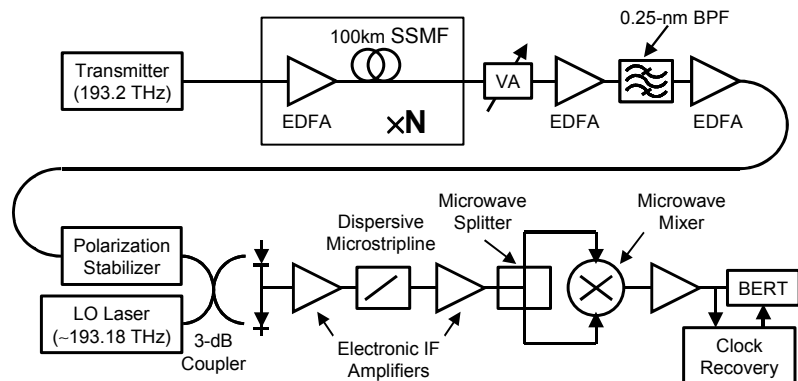 0.25-nm BPF
100km SSMF
Transmitter
(193.2 THz)
VA
EDFA
×N
EDFA
EDFA
Microwave
Splitter
Microwave
Mixer
Dispersive
Microstripline
Polarization
Stabilizer
LO Laser
(~193.18 THz)
3-dB
Coupler
Electronic IF
Amplifiers
BERT
Clock
Recovery